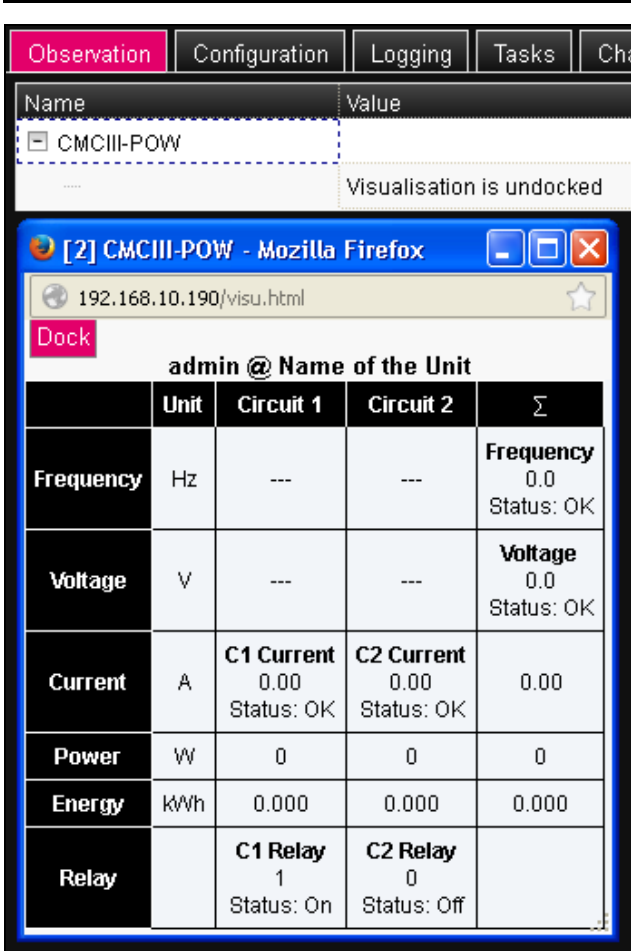 Observation Configuration Logging Tasks Cha
Name Value
CMCIII-POW
Visualisation is undocked
[2] CMCIII-POW - Mozilla Firefox
192.168.10.190/visu.html
Dock
admin @ Name of the Unit
Unit Circuit 1 Circuit 2 Σ
Frequency Hz --- --- Frequency
0.0
Status: OK
Voltage V --- --- Voltage
0.0
Status: OK
Current A C1 Current C2 Current 0.00
0.00 0.00
Status: OK Status: OK
Power W 0 0 0
Energy kWh 0.000 0.000 0.000
Relay C1 Relay C2 Relay
1 0
Status: On Status: Off